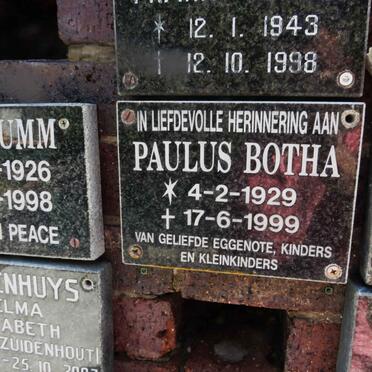 12. 1. 1943
12. 10. 1998
UMM
-1926
-1998
PEACE
IN LIEFDEVOLLE HERINNERING AAN
PAULUS BOTHA
4-2-1929
17-6-1999
VAN GELIEFDE EGGENOTE, KINDERS
EN KLEINKINDERS
ENHUYS
ELMA
ABETH
ZUIDENHOUT)